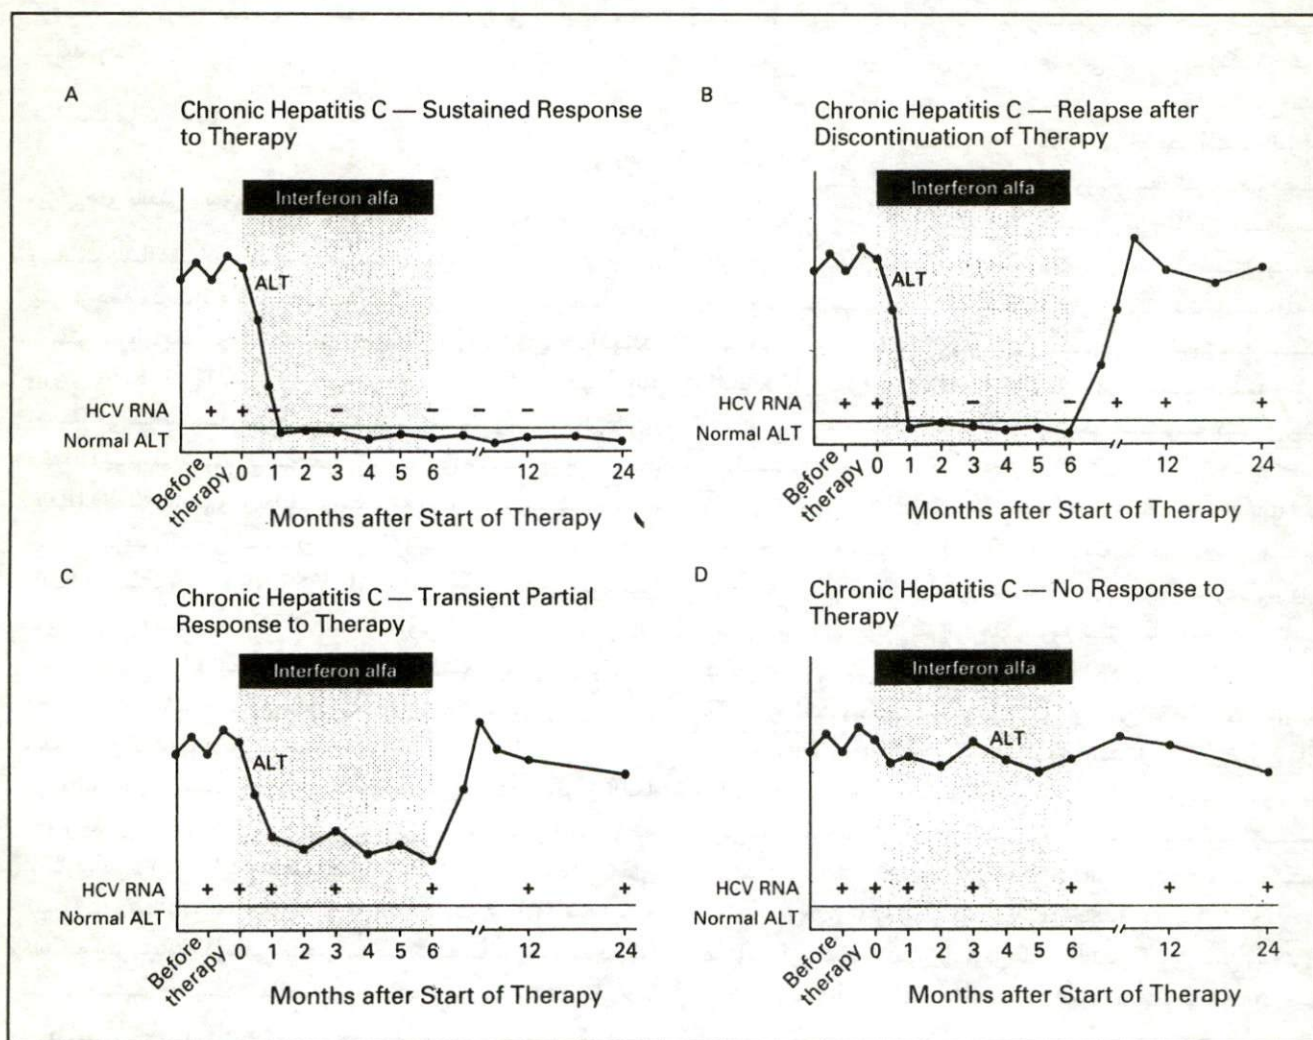 A
Chronic Hepatitis C — Sustained Response
to Therapy
Interferon alfa
ALT
HCV RNA + + – – – – – –
Normal ALT
Before therapy 0 1 2 3 4 5 6 12 24
Months after Start of Therapy
B
Chronic Hepatitis C — Relapse after
Discontinuation of Therapy
Interferon alfa
ALT
HCV RNA + + – – – + + +
Normal ALT
Before therapy 0 1 2 3 4 5 6 12 24
Months after Start of Therapy
C
Chronic Hepatitis C — Transient Partial
Response to Therapy
Interferon alfa
ALT
HCV RNA + + + + + + +
Normal ALT
Before therapy 0 1 2 3 4 5 6 12 24
Months after Start of Therapy
D
Chronic Hepatitis C — No Response to
Therapy
Interferon alfa
ALT
HCV RNA + + + + + + +
Normal ALT
Before therapy 0 1 2 3 4 5 6 12 24
Months after Start of Therapy